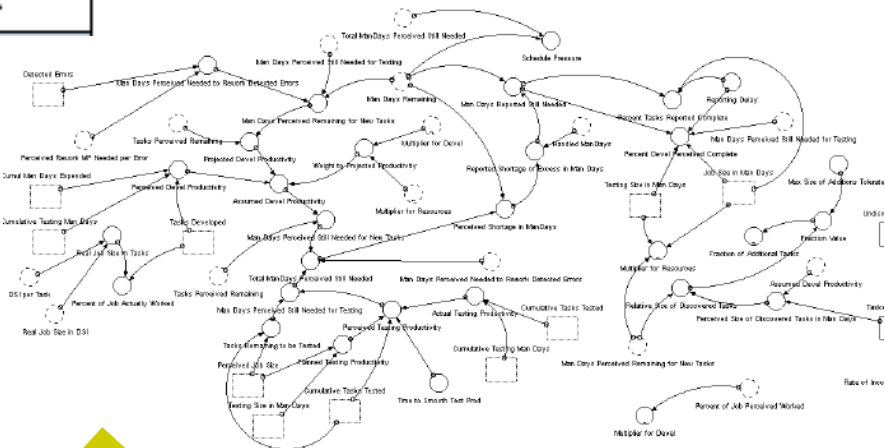 Total ManDays Perceived Still Needed
Schedule Pressure
Man Days Perceived Still Needed for Testing
Detected Errors
Man Days Perceived Needed to Rework Detected Errors
Man Days Remaining
Man Days Reported Still Needed
Reporting Delay
Man Days Perceived Remaining for New Tasks
Percent Tasks Reported Complete
Tasks Perceived Remaining
Multiplier for Devel
Handled ManDays
Man Days Perceived Still Needed for Testing
Perceived Rework MP Needed per Error
Projected Devel Productivity
Percent Devel Perceived Complete
Weight to Projected Productivity
Reported Shortage of Excess in Man Days
Job Size in Man Days
Cumul Man Days Expended
Perceived Devel Productivity
Testing Size in Man Days
Max Size of Additions Tolerate
Assumed Devel Productivity
Multiplier for Resources
Cumulative Testing Man Days
Tasks Developed
Perceived Shortage in ManDays
Man Days Perceived Still Needed for New Tasks
Fraction Value
Real Job Size in Tasks
Fraction of Additional Tasks
Multiplier for Resources
Total ManDays Perceived Still Needed
Man Days Perceived Needed to Rework Detected Errors
Assumed Devel Productivity
DSI per Task
Tasks Perceived Remaining
Percent of Job Actually Worked
Relative Size of Discovered Tasks
Man Days Perceived Still Needed for Testing
Actual Testing Productivity
Cumulative Tasks Tested
Perceived Size of Discovered Tasks in Man Days
Real Job Size in DSI
Perceived Testing Productivity
Tasks Remaining to be Tested
Cumulative Testing Man Days
Perceived Job Size
Planned Testing Productivity
Man Days Perceived Remaining for New Tasks
Cumulative Tasks Tested
Time to Smooth Test Prod
Testing Size in Man Days
Percent of Job Perceived Worked
Multiplier for Devel